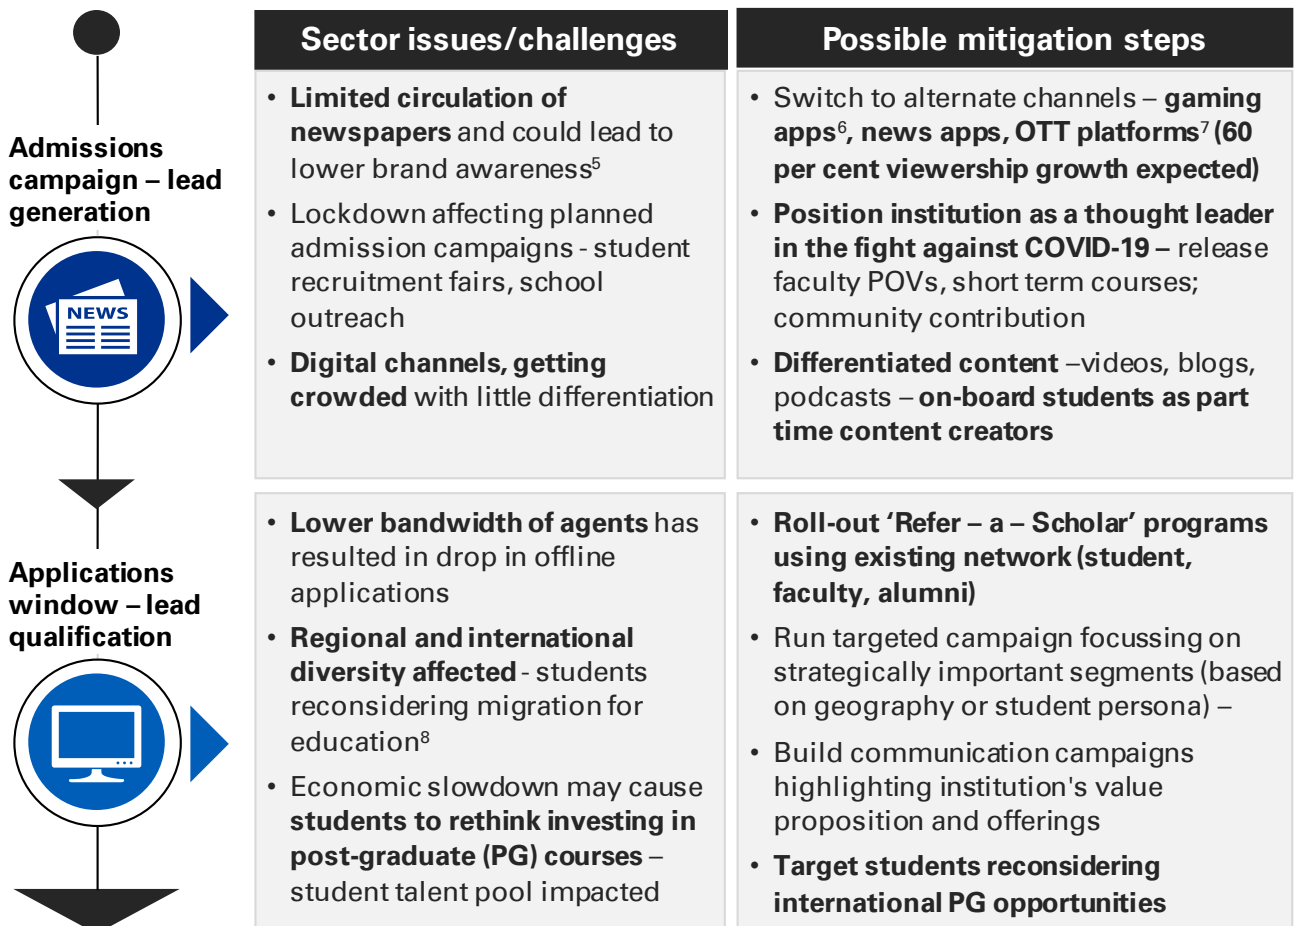 Sector issues/challenges
Possible mitigation steps
Admissions
campaign – lead
generation
NEWS
• Limited circulation of
newspapers and could lead to
lower brand awareness5
• Lockdown affecting planned
admission campaigns - student
recruitment fairs, school
outreach
• Digital channels, getting
crowded with little differentiation
• Switch to alternate channels – gaming
apps6, news apps, OTT platforms7 (60
per cent viewership growth expected)
• Position institution as a thought leader
in the fight against COVID-19 – release
faculty POVs, short term courses;
community contribution
• Differentiated content –videos, blogs,
podcasts – on-board students as part
time content creators
Applications
window – lead
qualification
• Lower bandwidth of agents has
resulted in drop in offline
applications
• Regional and international
diversity affected - students
reconsidering migration for
education8
• Economic slowdown may cause
students to rethink investing in
post-graduate (PG) courses –
student talent pool impacted
• Roll-out ‘Refer – a – Scholar’ programs
using existing network (student,
faculty, alumni)
• Run targeted campaign focussing on
strategically important segments (based
on geography or student persona) –
• Build communication campaigns
highlighting institution's value
proposition and offerings
• Target students reconsidering
international PG opportunities